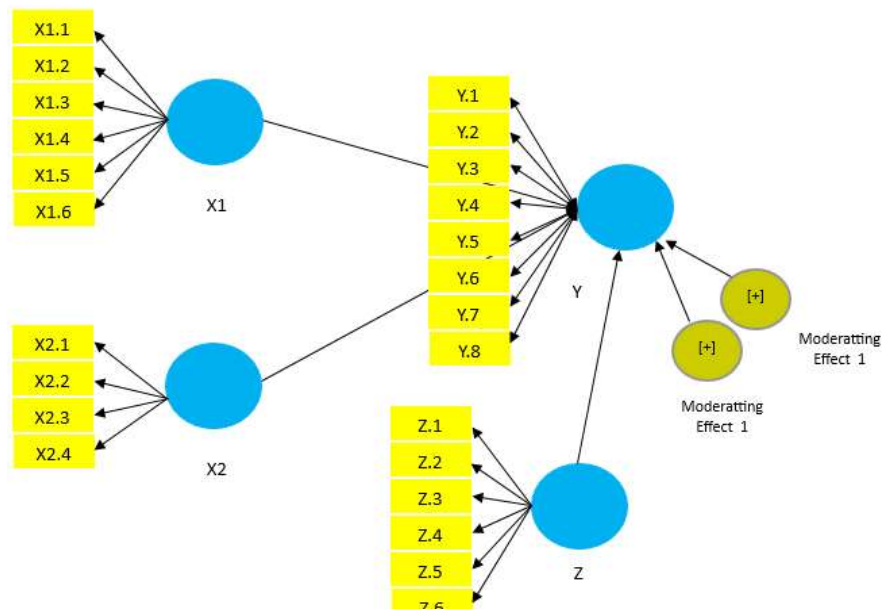 X1.1
X1.2
X1.3
X1.4
X1.5
X1.6
X1
Y.1
Y.2
Y.3
Y.4
Y.5
Y.6
Y.7
Y.8
Y
[+]
[+]
Moderatting
Effect 1
Moderatting
Effect 1
X2.1
X2.2
X2.3
X2.4
X2
Z.1
Z.2
Z.3
Z.4
Z.5
Z.6
Z